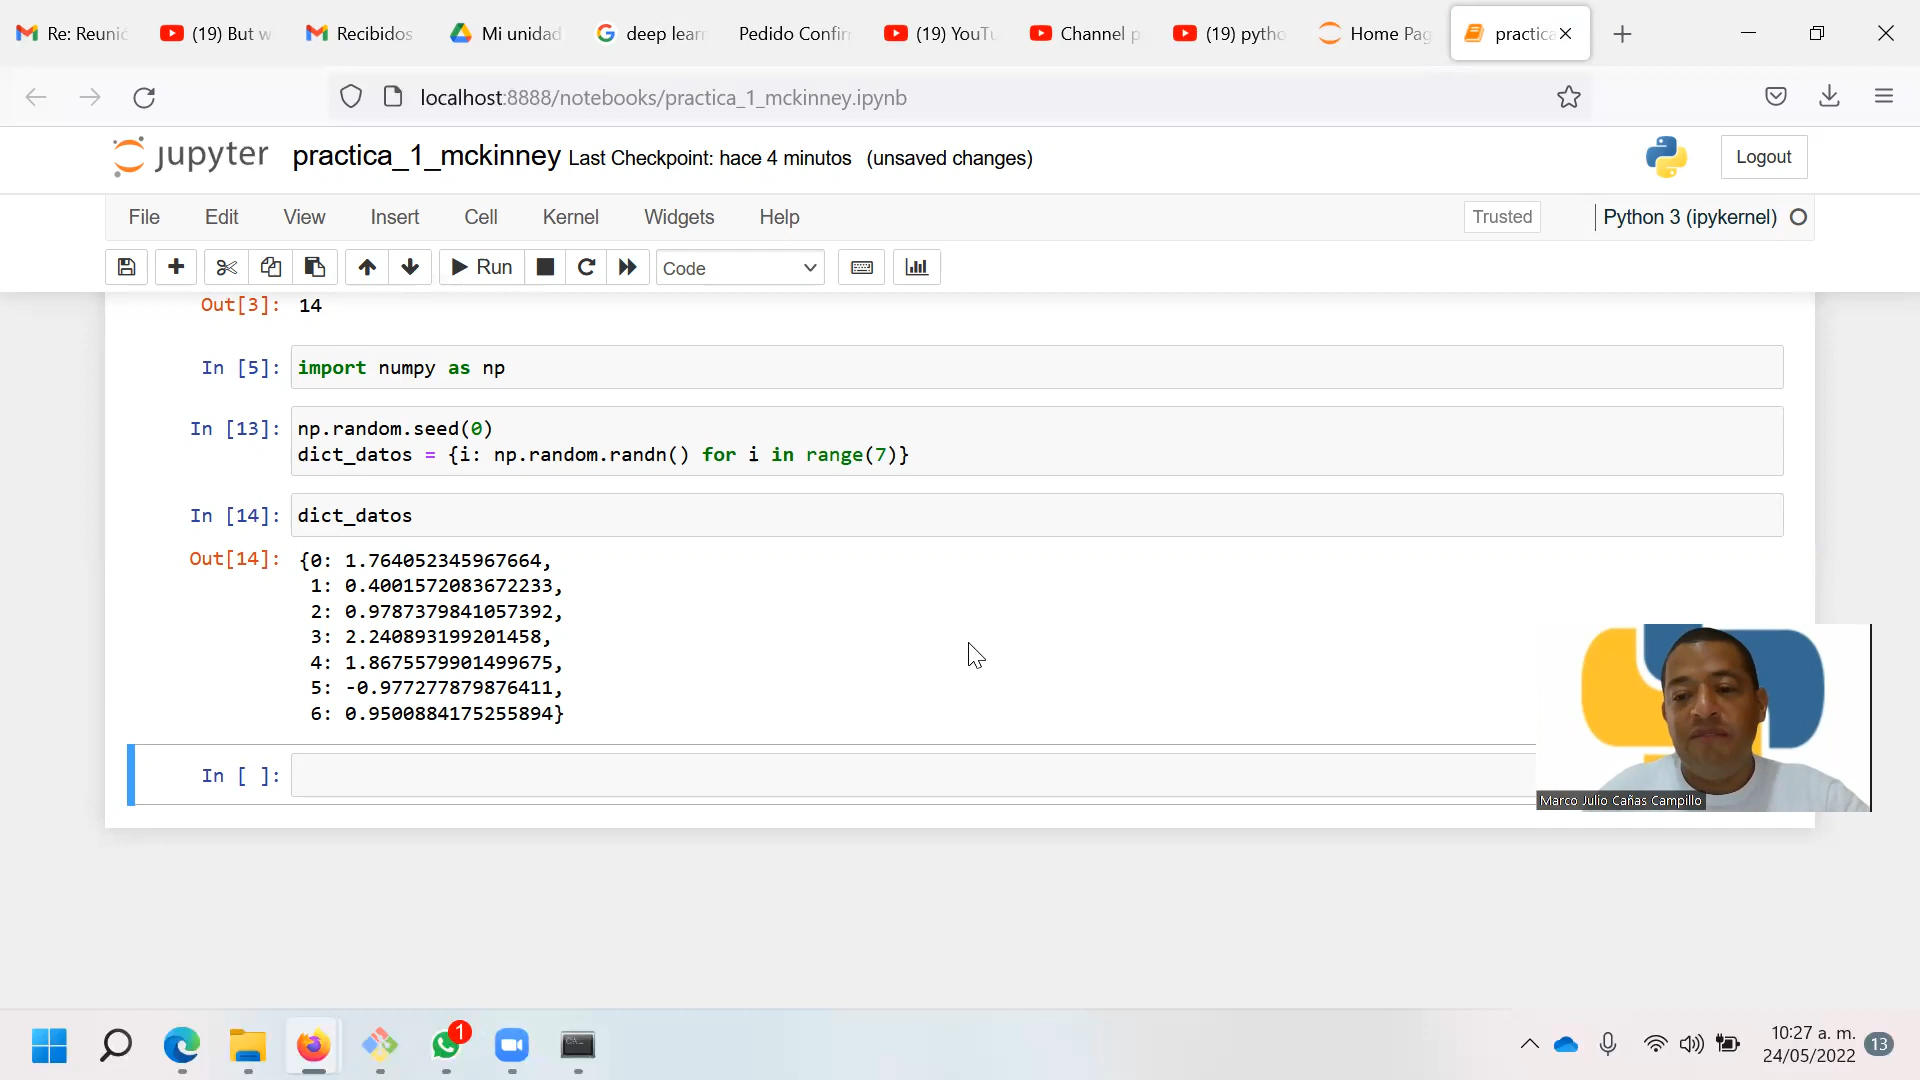 Re: Reunió
(19) But w
Recibidos
Mi unidad
deep learn
Pedido Confir
(19) YouTu
Channel p
(19) pytho
Home Pag
practica
localhost:8888/notebooks/practica_1_mckinney.ipynb
jupyter practica_1_mckinney Last Checkpoint: hace 4 minutos (unsaved changes)
Logout
File Edit View Insert Cell Kernel Widgets Help
Trusted
Python 3 (ipykernel)
Run
Code
Out[3]: 14
In [5]: import numpy as np
In [13]: np.random.seed(0)
dict_datos = {i: np.random.randn() for i in range(7)}
In [14]: dict_datos
Out[14]: {0: 1.764052345967664,
1: 0.4001572083672233,
2: 0.9787379841057392,
3: 2.240893199201458,
4: 1.8675579901499675,
5: -0.977277879876411,
6: 0.9500884175255894}
In [ ]:
Marco Julio Cañas Campillo
1
10:27 a. m.
24/05/2022
13